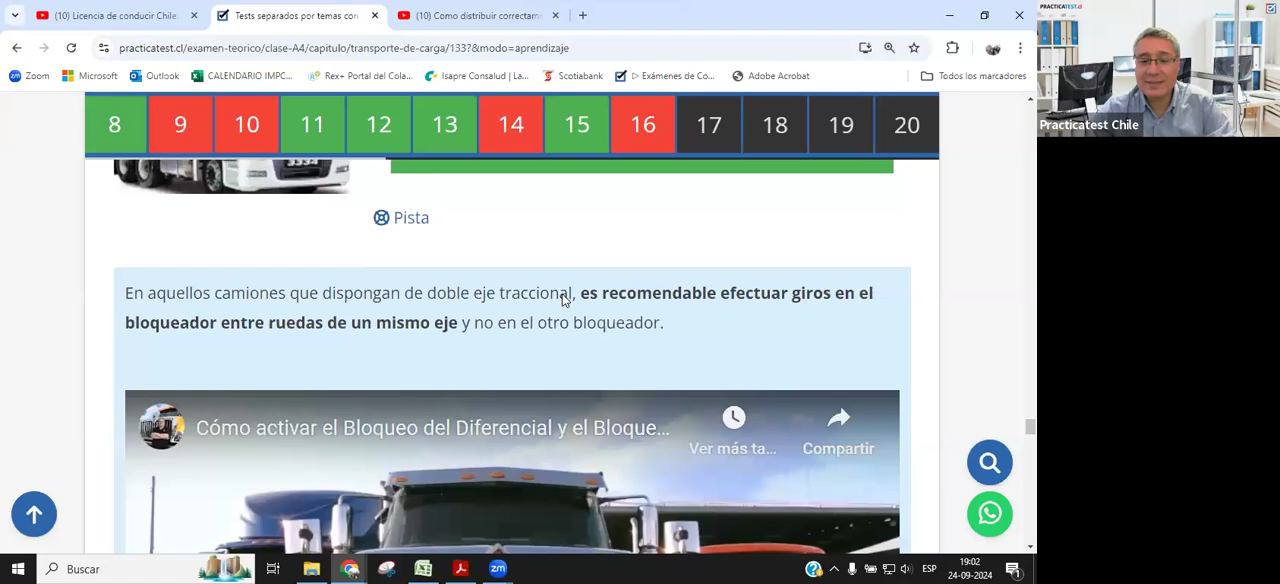 (10) Licencia de conducir Chile:
Tests separados por temas con
(10) Como distribuir correctame
practicatest.cl/examen-teorico/clase-A4/capitulo/transporte-de-carga/133?&modo=aprendizaje
Zoom
Microsoft
Outlook
CALENDARIO IMPC...
Rex+ Portal del Cola...
Isapre Consalud | La...
Scotiabank
▷ Exámenes de Co...
Adobe Acrobat
Todos los marcadores
8 9 10 11 13 14 15 16 17 18 19 20
Pista
En aquellos camiones que dispongan de doble eje traccional, es recomendable efectuar giros en el
bloqueador entre ruedas de un mismo eje y no en el otro bloqueador.
Cómo activar el Bloqueo del Diferencial y el Bloque...
Ver más ta...
Compartir
PRACTICATEST.cl
Practicatest Chile
Buscar
zm
ESP
19:02
24-09-2024
1